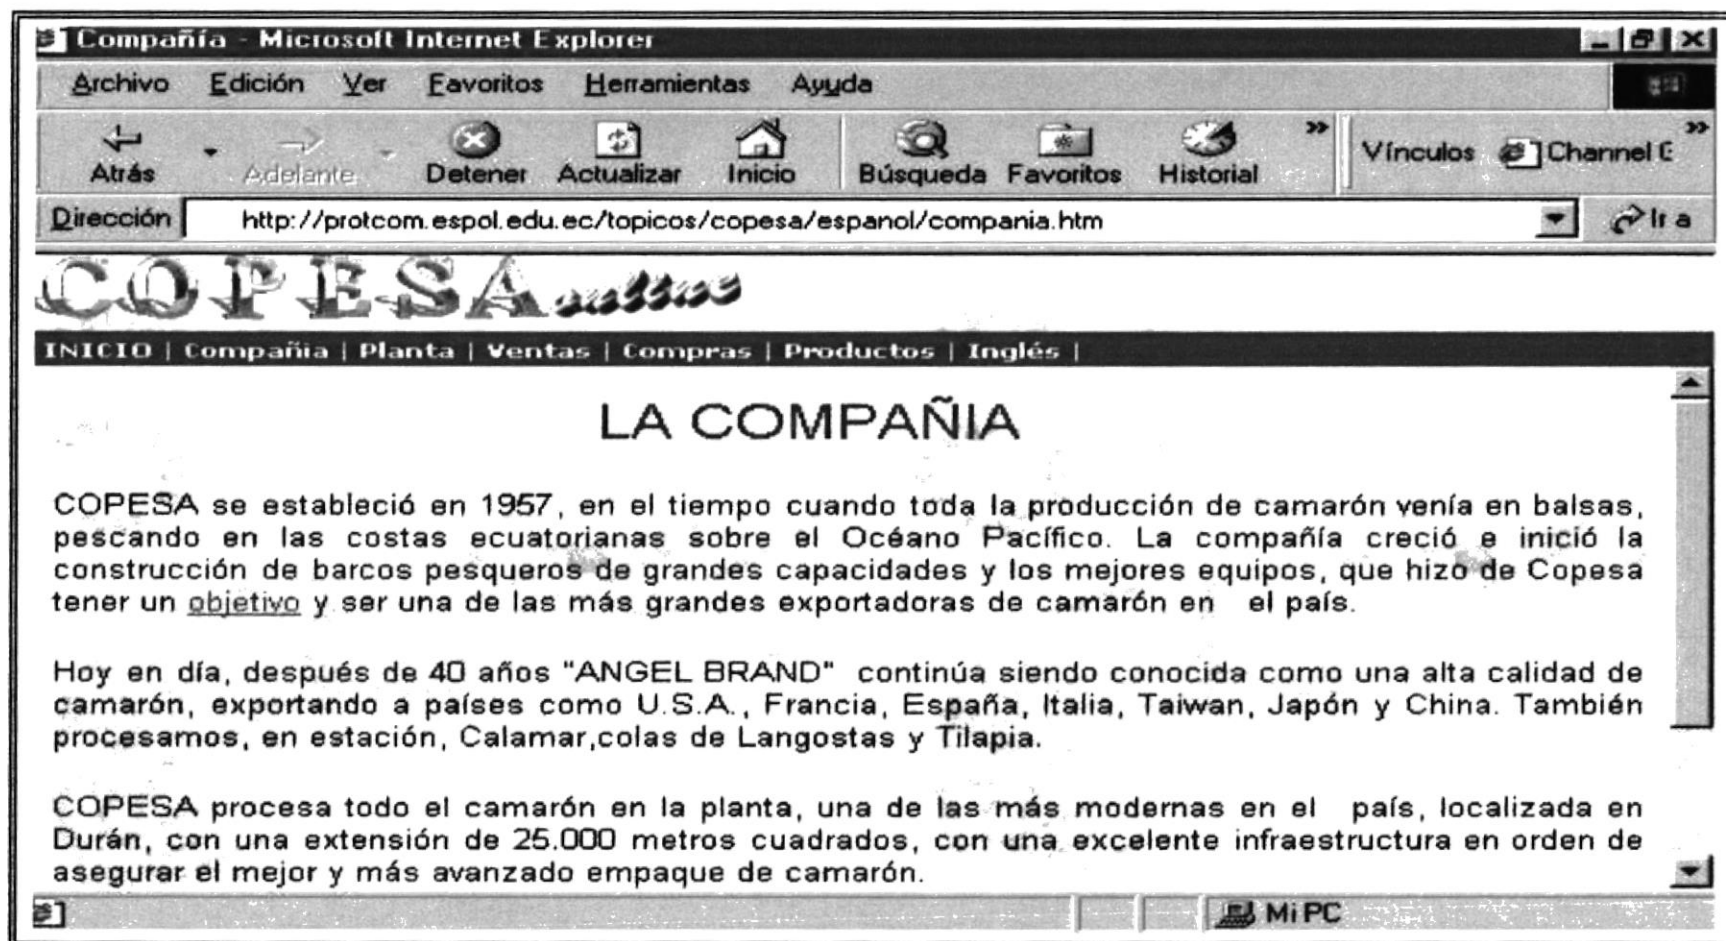 Compañía - Microsoft Internet Explorer
Archivo Edición Ver Favoritos Herramientas Ayuda
Atrás Adelante Detener Actualizar Inicio Búsqueda Favoritos Historial » Vínculos Channel G »
Dirección http://protcom.espol.edu.ec/topicos/copesa/espanol/compania.htm Ir a
COPESA online
INICIO | Compañia | Planta | Ventas | Compras | Productos | Inglés |
LA COMPAÑIA
COPESA se estableció en 1957, en el tiempo cuando toda la producción de camarón venía en balsas,
pescando en las costas ecuatorianas sobre el Océano Pacífico. La compañía creció e inició la
construcción de barcos pesqueros de grandes capacidades y los mejores equipos, que hizo de Copesa
tener un objetivo y ser una de las más grandes exportadoras de camarón en el país.
Hoy en día, después de 40 años "ANGEL BRAND" continúa siendo conocida como una alta calidad de
camarón, exportando a países como U.S.A., Francia, España, Italia, Taiwan, Japón y China. También
procesamos, en estación, Calamar,colas de Langostas y Tilapia.
COPESA procesa todo el camarón en la planta, una de las más modernas en el país, localizada en
Durán, con una extensión de 25.000 metros cuadrados, con una excelente infraestructura en orden de
asegurar el mejor y más avanzado empaque de camarón.
Mi PC